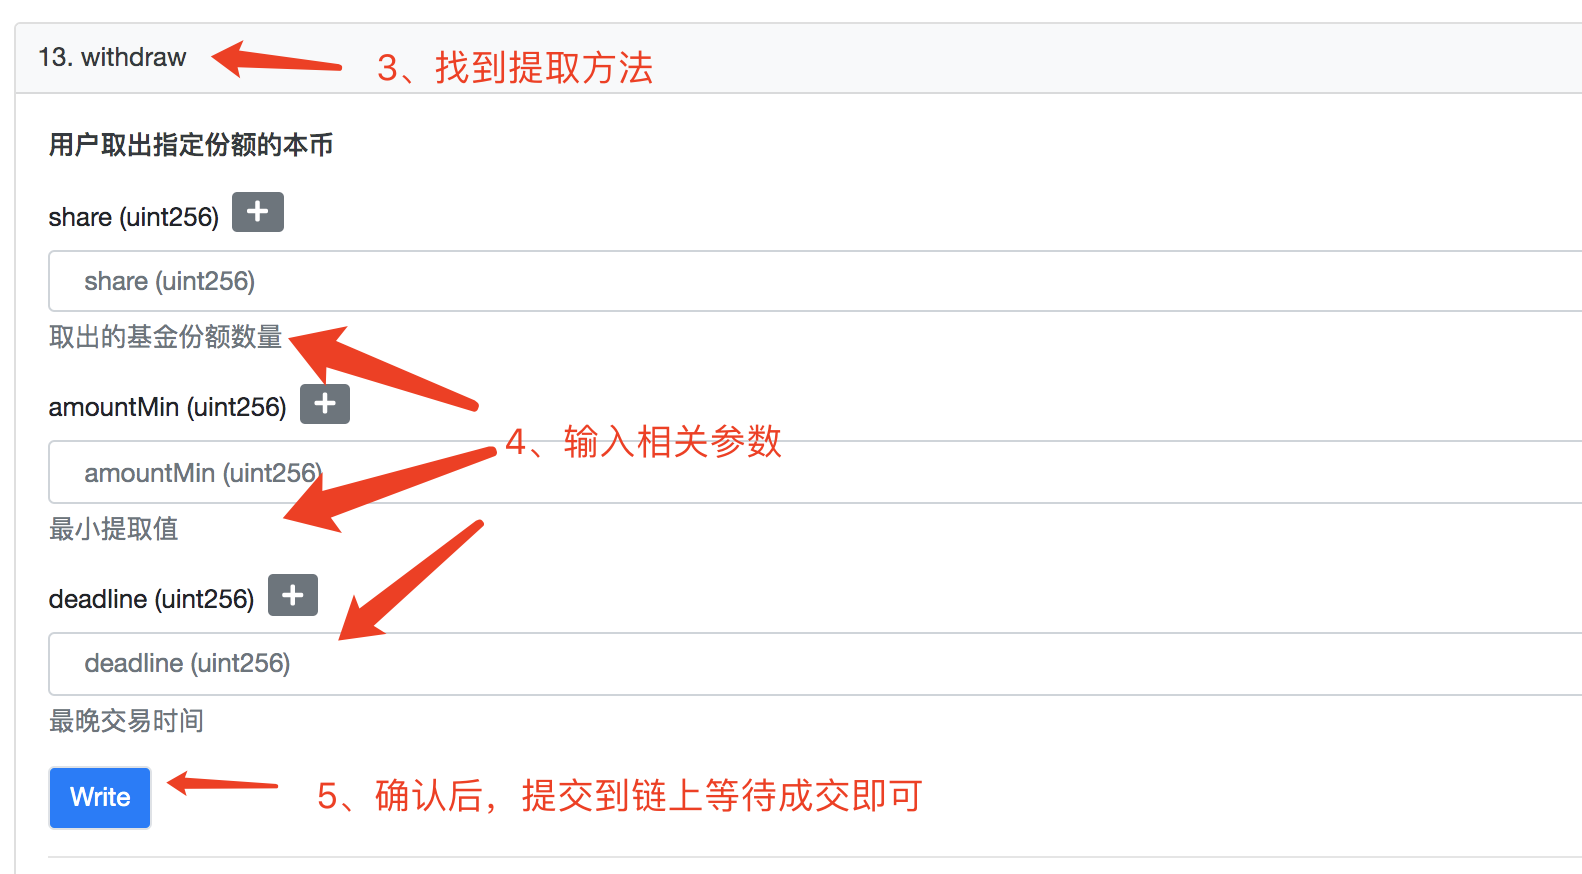 13. withdraw
3、找到提取方法
用户取出指定份额的本币
share (uint256)
share (uint256)
取出的基金份额数量
amountMin (uint256)
4、输入相关参数
amountMin (uint256)
最小提取值
deadline (uint256)
deadline (uint256)
最晚交易时间
Write
5、确认后，提交到链上等待成交即可